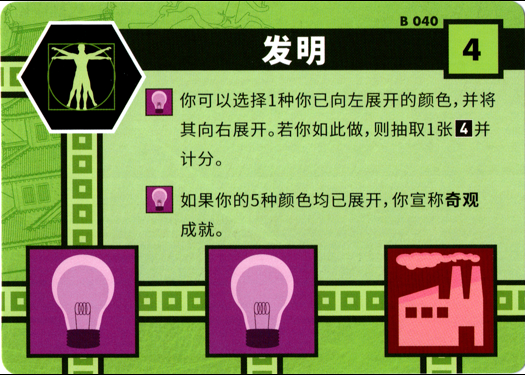 B 040
发明
4
你可以选择1种你已向左展开的颜色，并将
其向右展开。若你如此做，则抽取1张4并
计分。
如果你的5种颜色均已展开，你宣称奇观
成就。